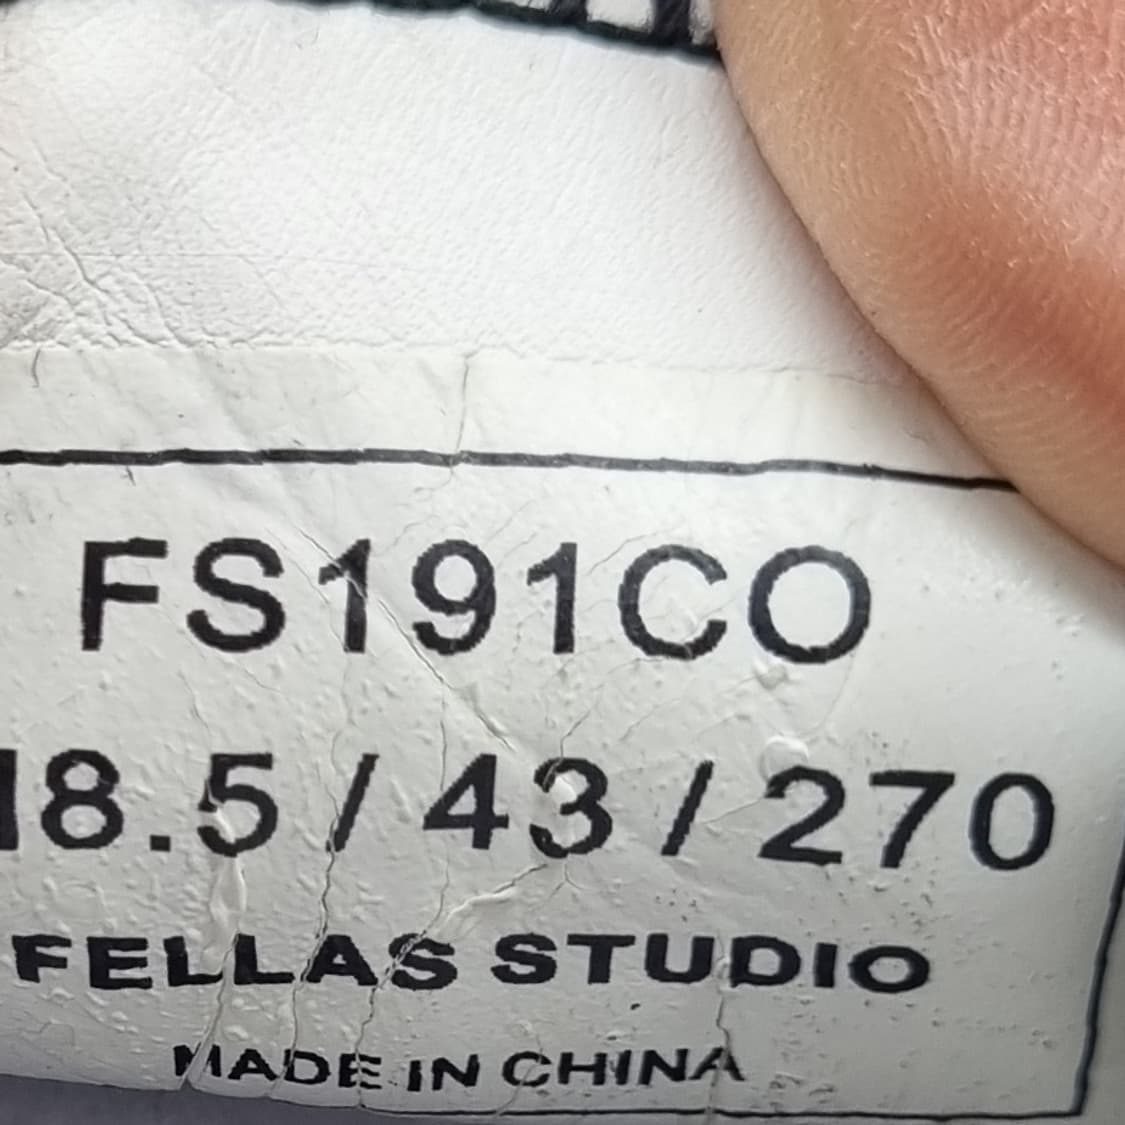 FS191CO
8.5 / 43 / 270
FELLAS STUDIO
MADE IN CHINA